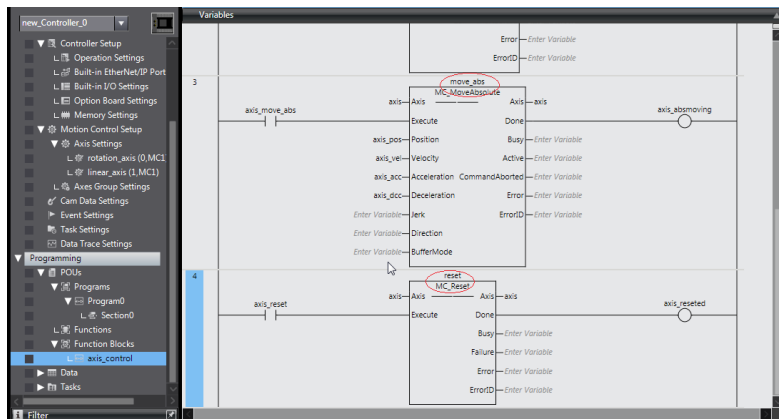 new_Controller_0
Controller Setup
Operation Settings
Built-in EtherNet/IP Port
Built-in I/O Settings
Option Board Settings
Memory Settings
Motion Control Setup
Axis Settings
rotation_axis (0,MC1
linear_axis (1,MC1)
Axes Group Settings
Cam Data Settings
Event Settings
Task Settings
Data Trace Settings
Programming
POUs
Programs
Program0
Section0
Functions
Function Blocks
axis_control
Data
Tasks
Filter
Variables
Error Enter Variable
ErrorID Enter Variable
3
move_abs
MC_MoveAbsolute
axis Axis Axis axis
axis_move_abs
axis_absmoving
Execute Done
axis_pos Position Busy Enter Variable
axis_vel Velocity Active Enter Variable
axis_acc Acceleration CommandAborted Enter Variable
axis_dcc Deceleration Error Enter Variable
Enter Variable Jerk ErrorID Enter Variable
Enter Variable Direction
Enter Variable BufferMode
4
reset
MC_Reset
axis Axis Axis axis
axis_reset
axis_reseted
Execute Done
Busy Enter Variable
Failure Enter Variable
Error Enter Variable
ErrorID Enter Variable